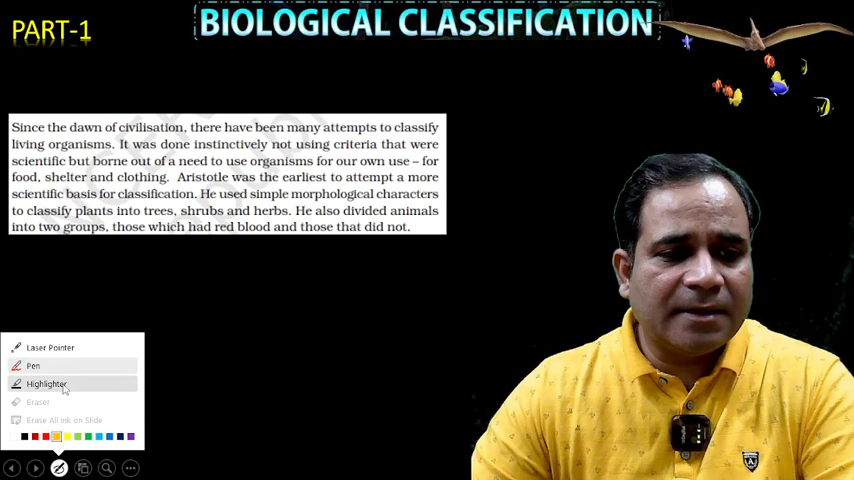 PART-1
BIOLOGICAL CLASSIFICATION
Since the dawn of civilisation, there have been many attempts to classify
living organisms. It was done instinctively not using criteria that were
scientific but borne out of a need to use organisms for our own use – for
food, shelter and clothing. Aristotle was the earliest to attempt a more
scientific basis for classification. He used simple morphological characters
to classify plants into trees, shrubs and herbs. He also divided animals
into two groups, those which had red blood and those that did not.
Laser Pointer
Pen
Highlighter
Eraser
Erase All Ink on Slide